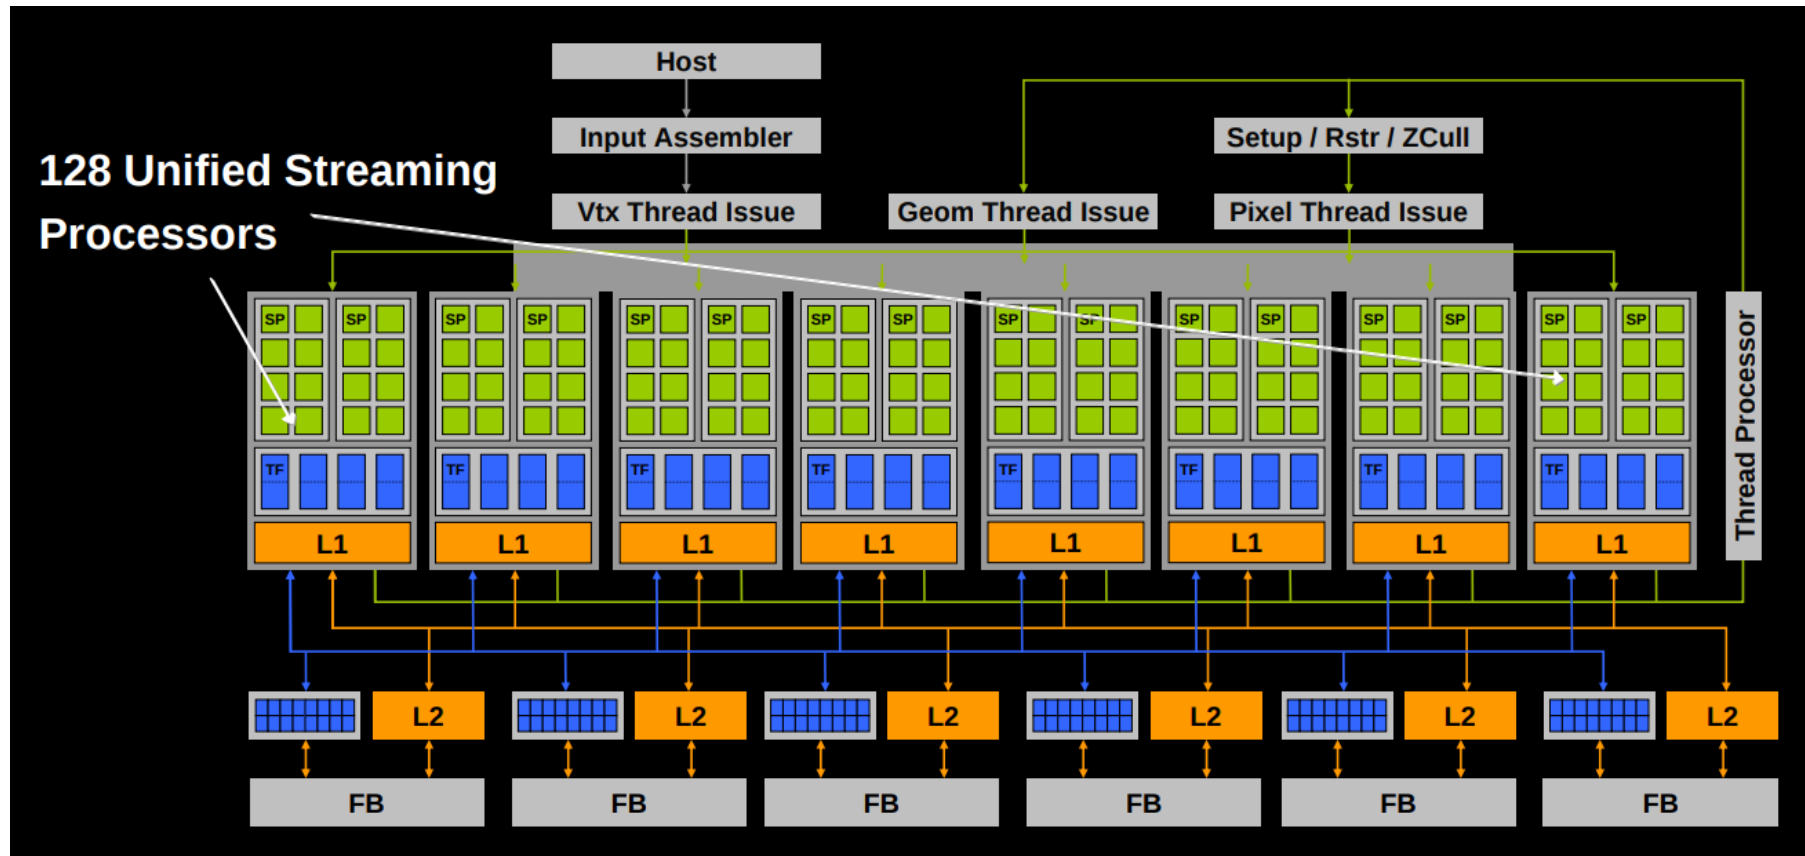 Host
Input Assembler
Setup / Rstr / ZCull
128 Unified Streaming
Processors
Vtx Thread Issue
Geom Thread Issue
Pixel Thread Issue
SP SP SP SP SP SP SP SP SP SP SP SP SP SP SP SP
Thread Processor
TF TF TF TF TF TF TF TF
L1 L1 L1 L1 L1 L1 L1 L1
L2 L2 L2 L2 L2 L2
FB FB FB FB FB FB